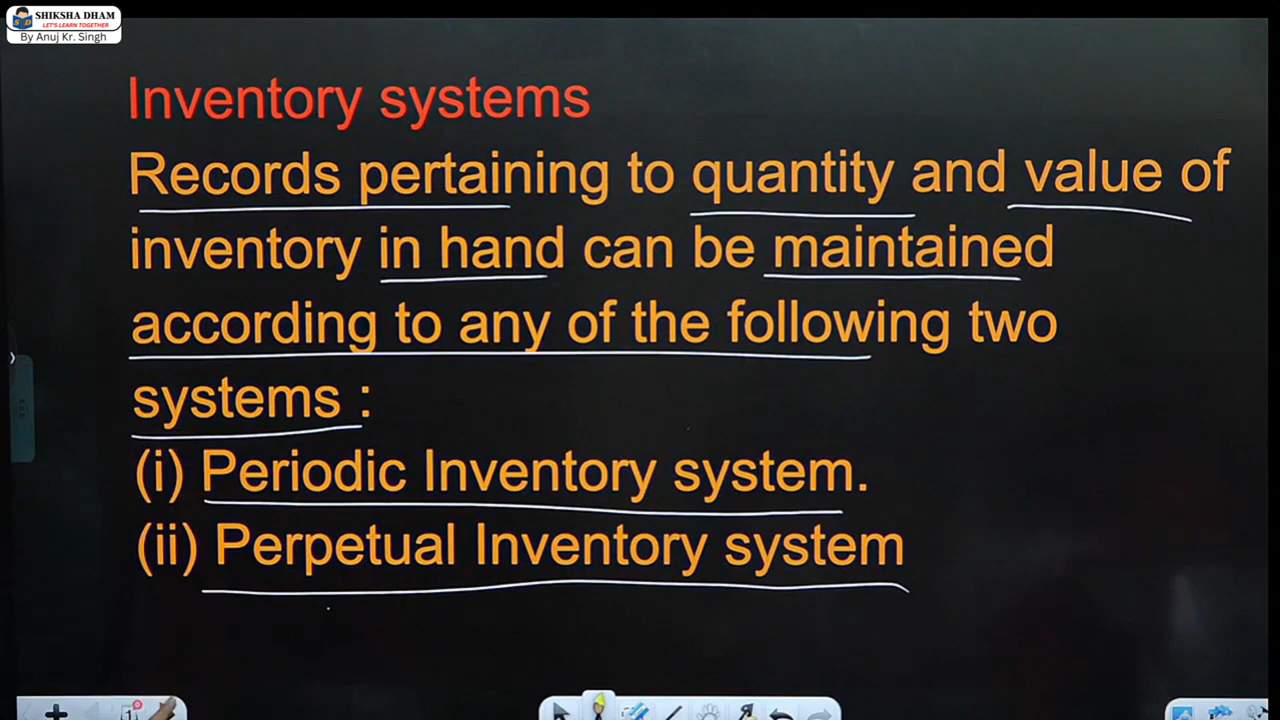 SHIKSHA DHAM
LET'S LEARN TOGETHER
By Anuj Kr. Singh
Inventory systems
Records pertaining to quantity and value of
inventory in hand can be maintained
according to any of the following two
systems :
(i) Periodic Inventory system.
(ii) Perpetual Inventory system
1